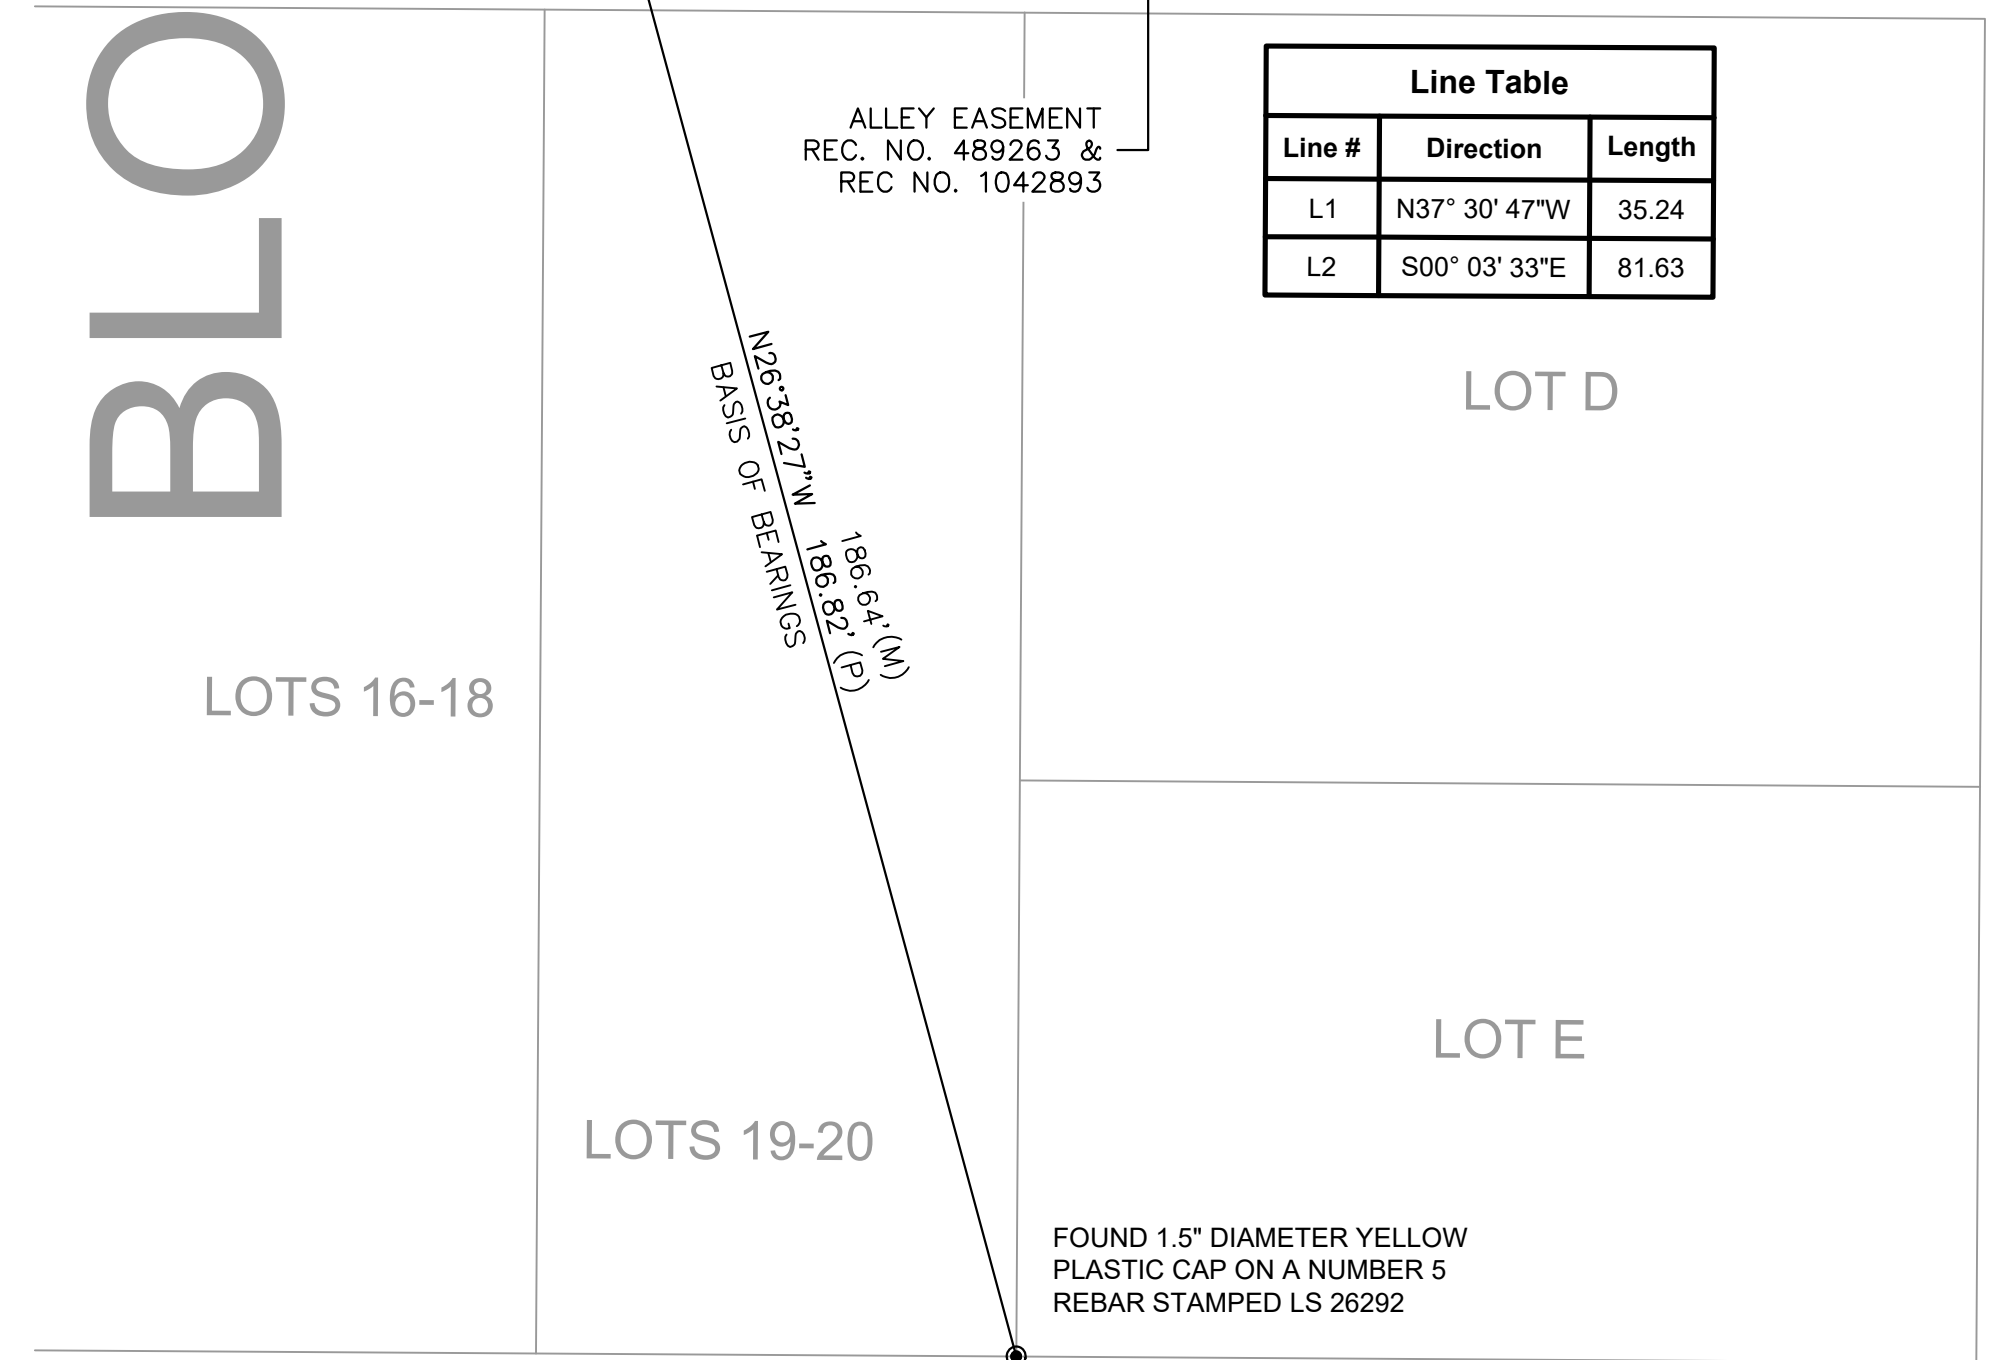 BLO
ALLEY EASEMENT
REC. NO. 489263 &
REC NO. 1042893
Line Table
Line # Direction Length
L1 N37° 30' 47"W 35.24
L2 S00° 03' 33"E 81.63
LOT D
N26°38'27"W 186.82' (P)
186.64' (M)
BASIS OF BEARINGS
LOTS 16-18
LOT E
LOTS 19-20
FOUND 1.5" DIAMETER YELLOW
PLASTIC CAP ON A NUMBER 5
REBAR STAMPED LS 26292